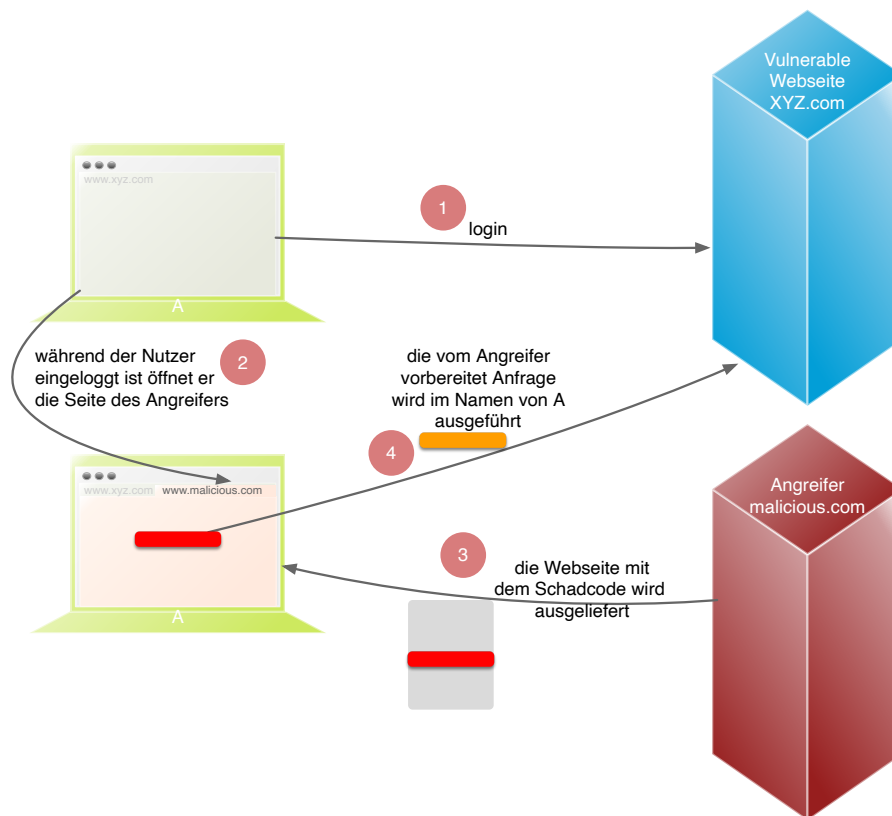 Vulnerable
Webseite
XYZ.com
www.xyz.com
1
login
A
während der Nutzer
eingeloggt ist öffnet er
die Seite des Angreifers
2
die vom Angreifer
vorbereitet Anfrage
wird im Namen von A
ausgeführt
4
www.xyz.com
www.malicious.com
A
3
die Webseite mit
dem Schadcode wird
ausgeliefert
Angreifer
malicious.com